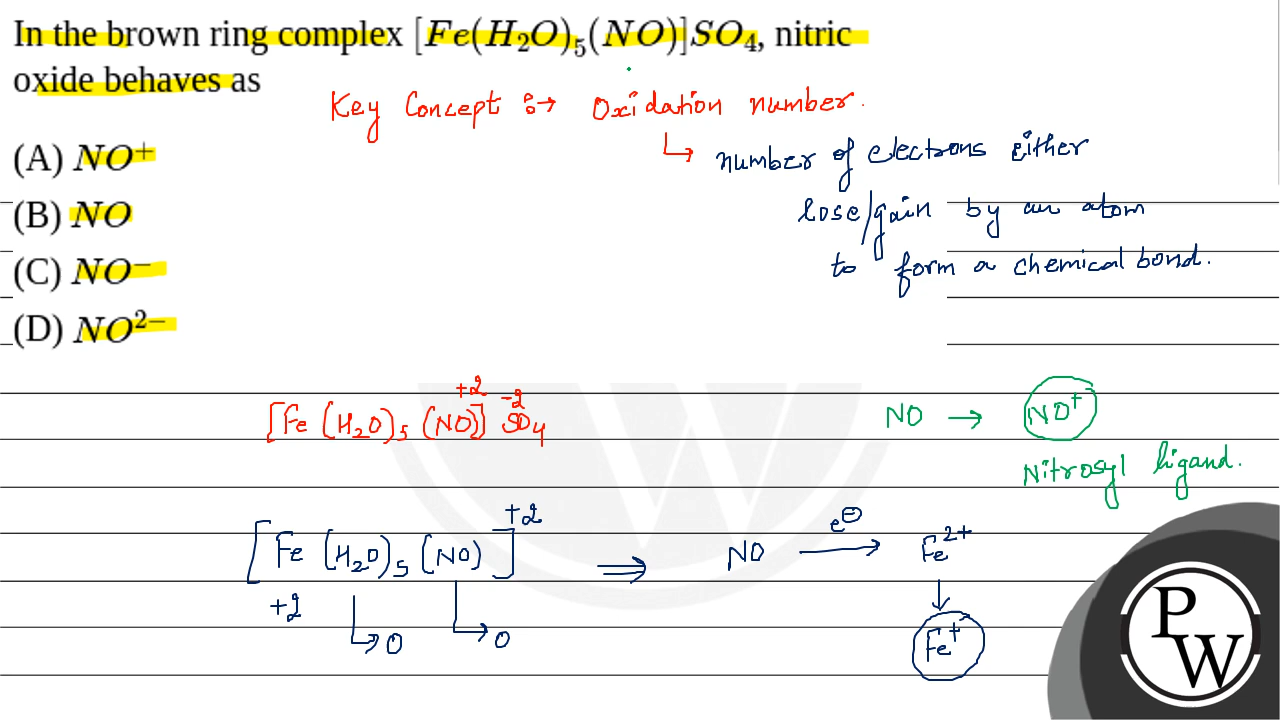 In the brown ring complex [Fe(H₂O)₅(NO)]SO₄, nitric
oxide behaves as
Key Concept :→ Oxidation number.
↳ number of electrons either
lose/gain by an atom
to form a chemical bond.
(A) NO⁺
(B) NO
(C) NO⁻
(D) NO²⁻
[Fe (H₂O)₅ (NO)]⁺² SO₄⁻²
NO → NO⁺
Nitrosyl ligand.
[Fe (H₂O)₅ (NO)]⁺² ⇒ NO e⊖→ Fe²⁺
+2 ↳0 ↳0
↓
Fe⁺
P
W